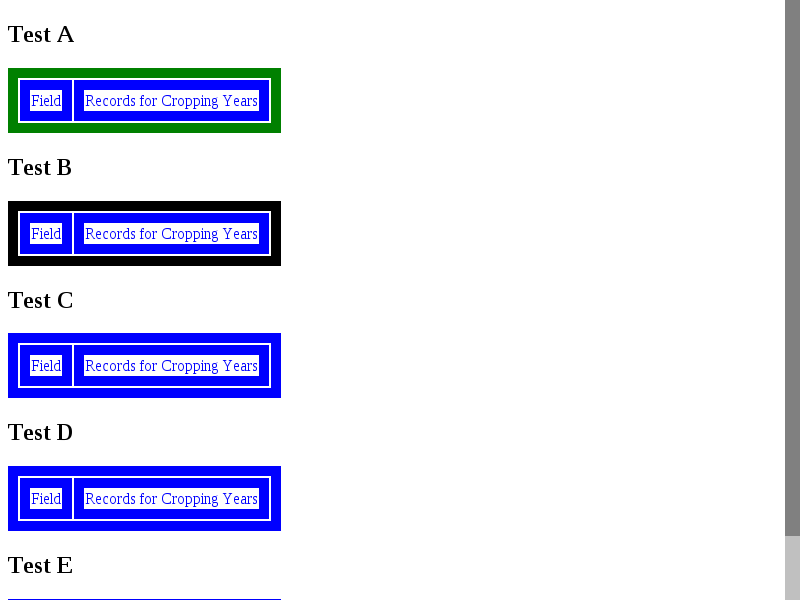 Test A
Field Records for Cropping Years
Test B
Field Records for Cropping Years
Test C
Field Records for Cropping Years
Test D
Field Records for Cropping Years
Test E